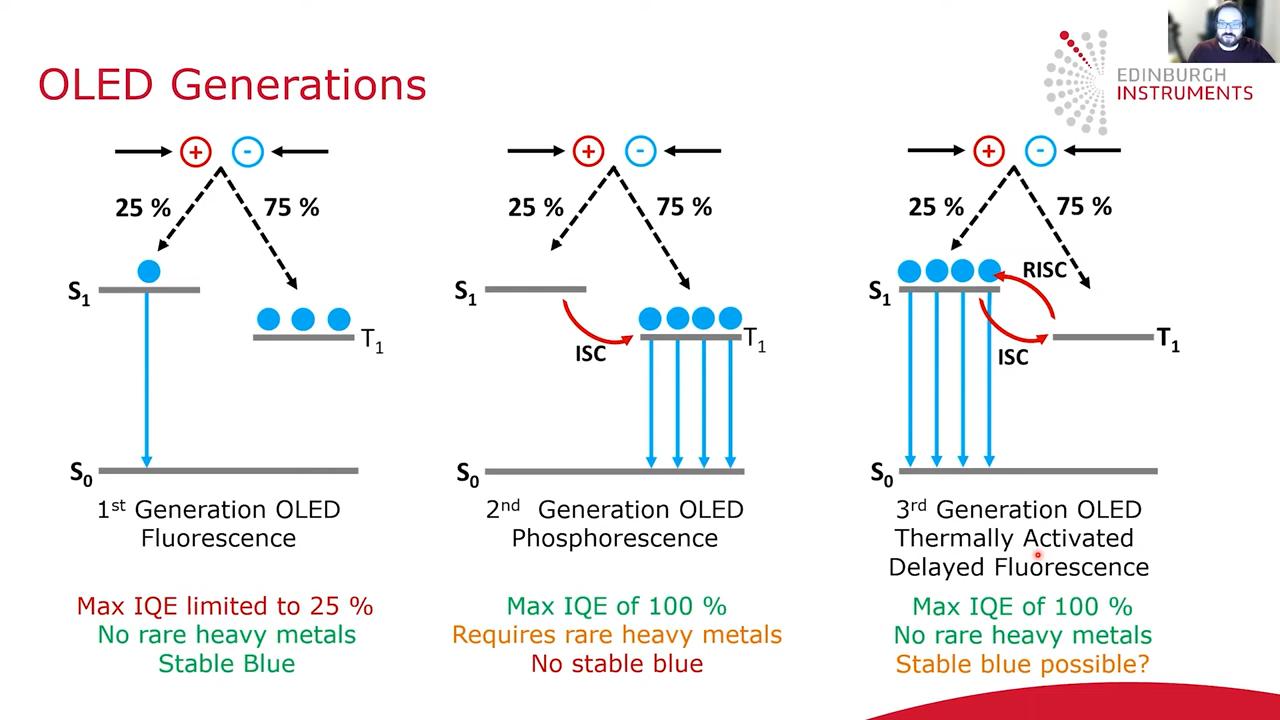 OLED Generations
EDINBURGH
INSTRUMENTS
+ -
25 % 75 %
S1
T1
S0
1st Generation OLED
Fluorescence
Max IQE limited to 25 %
No rare heavy metals
Stable Blue
+ -
25 % 75 %
S1
ISC
T1
S0
2nd Generation OLED
Phosphorescence
Max IQE of 100 %
Requires rare heavy metals
No stable blue
+ -
25 % 75 %
RISC
S1
ISC
T1
S0
3rd Generation OLED
Thermally Activated
Delayed Fluorescence
Max IQE of 100 %
No rare heavy metals
Stable blue possible?